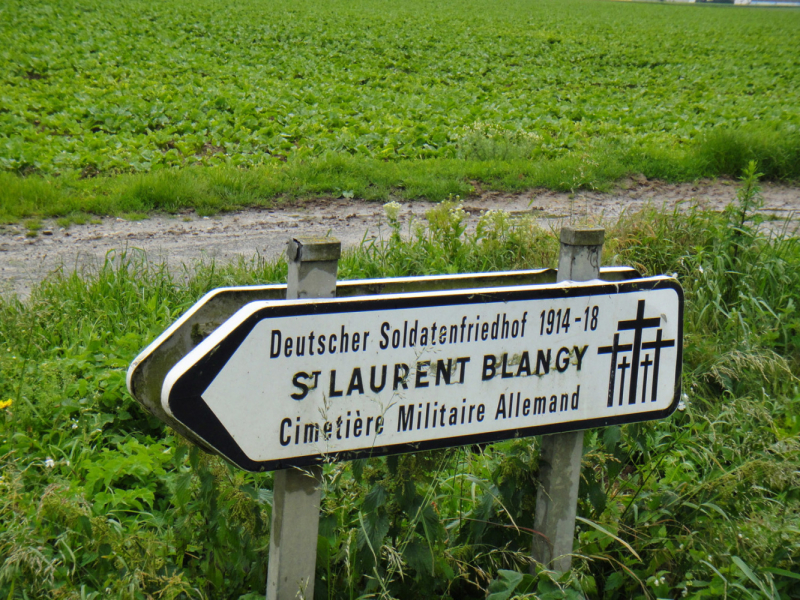 Deutscher Soldatenfriedhof 1914-18
ST LAURENT BLANGY
Cimetière Militaire Allemand